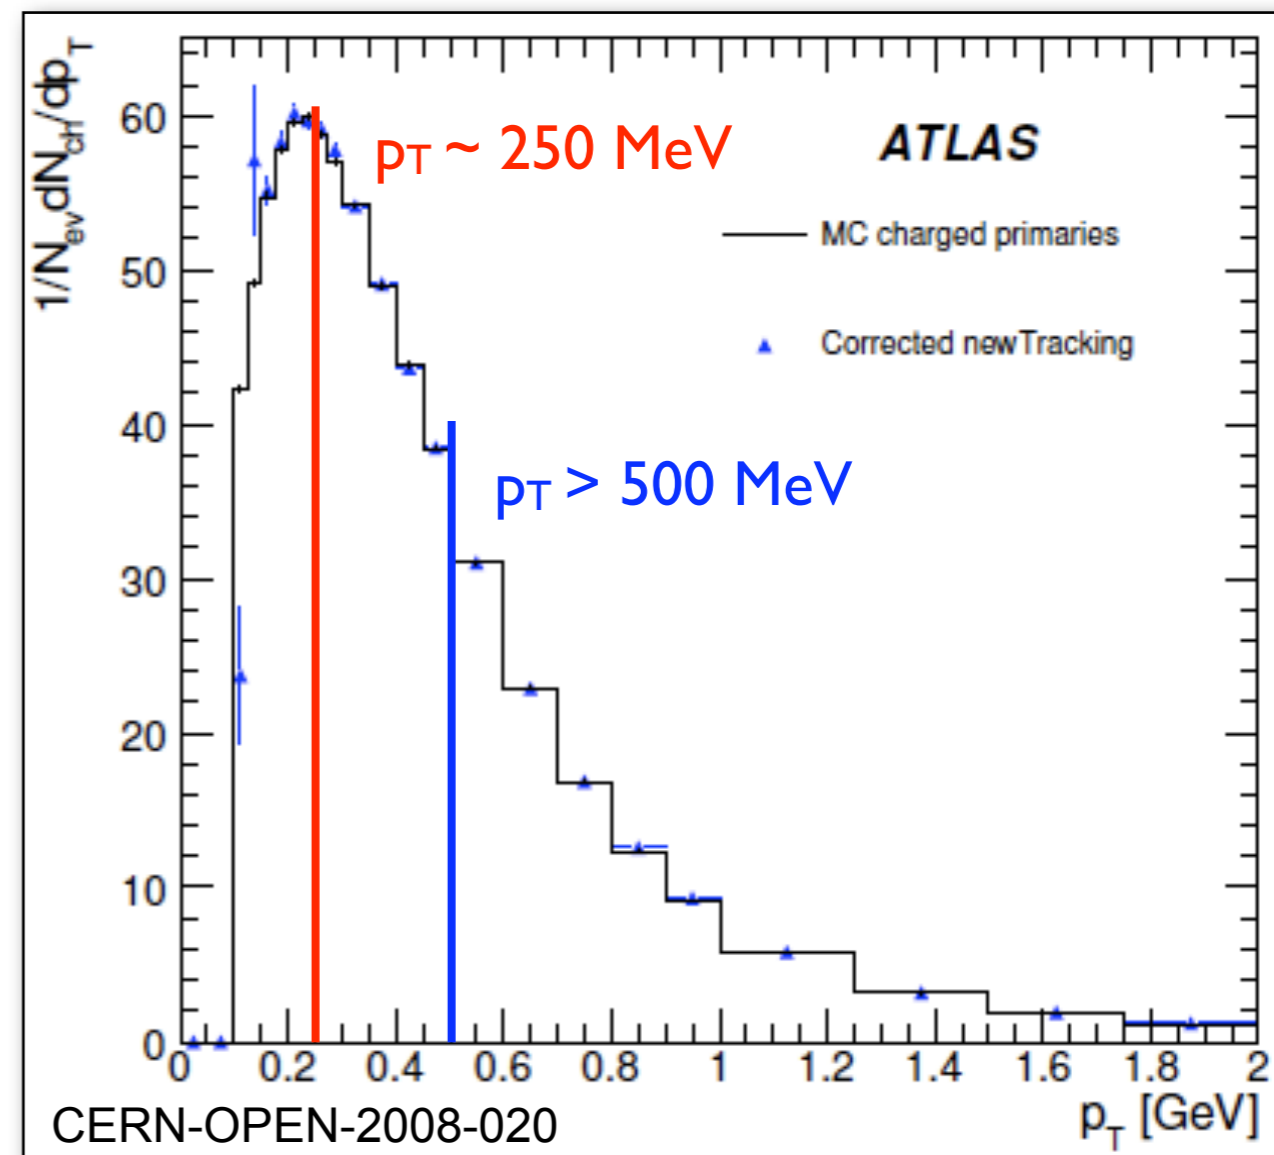 1/N_ev dN_ch/dp_T
60
50
40
30
20
10
0
pT ~ 250 MeV
ATLAS
MC charged primaries
Corrected newTracking
pT > 500 MeV
0 0.2 0.4 0.6 0.8 1 1.2 1.4 1.6 1.8 2
p_T [GeV]
CERN-OPEN-2008-020